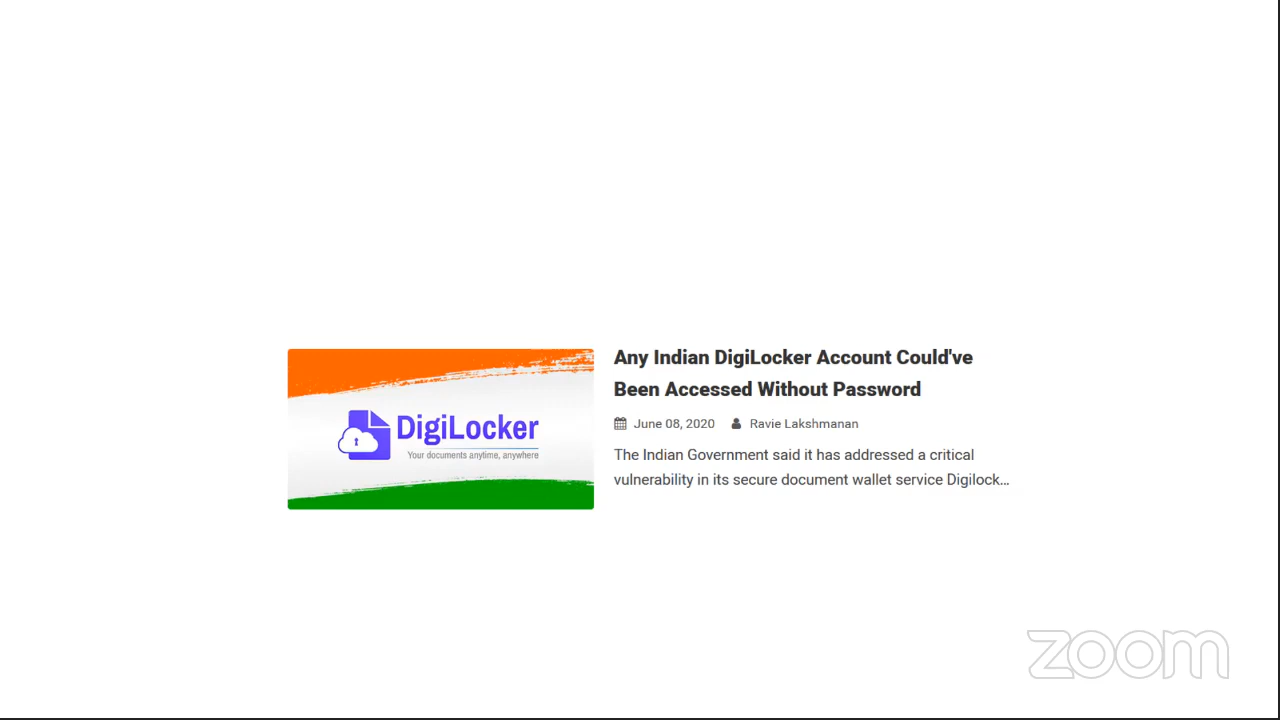 Any Indian DigiLocker Account Could've
Been Accessed Without Password
June 08, 2020 Ravie Lakshmanan
The Indian Government said it has addressed a critical
vulnerability in its secure document wallet service Digilock...
DigiLocker
Your documents anytime, anywhere
zoom